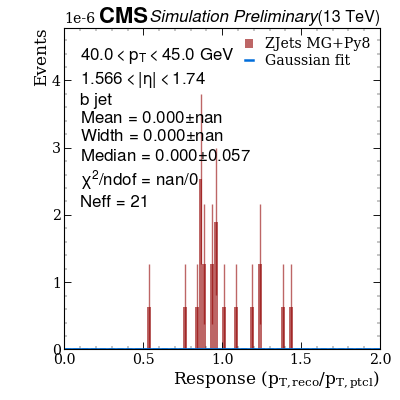 1e-6 CMS Simulation Preliminary (13 TeV)
ZJets MG+Py8
Gaussian fit
40.0 < pT < 45.0 GeV
1.566 < |η| < 1.74
b jet
Mean = 0.000±nan
Width = 0.000±nan
Median = 0.000±0.057
χ²/ndof = nan/0
Neff = 21
Events
4
3
2
1
0
0.0 0.5 1.0 1.5 2.0
Response (pT,reco/pT,ptcl)